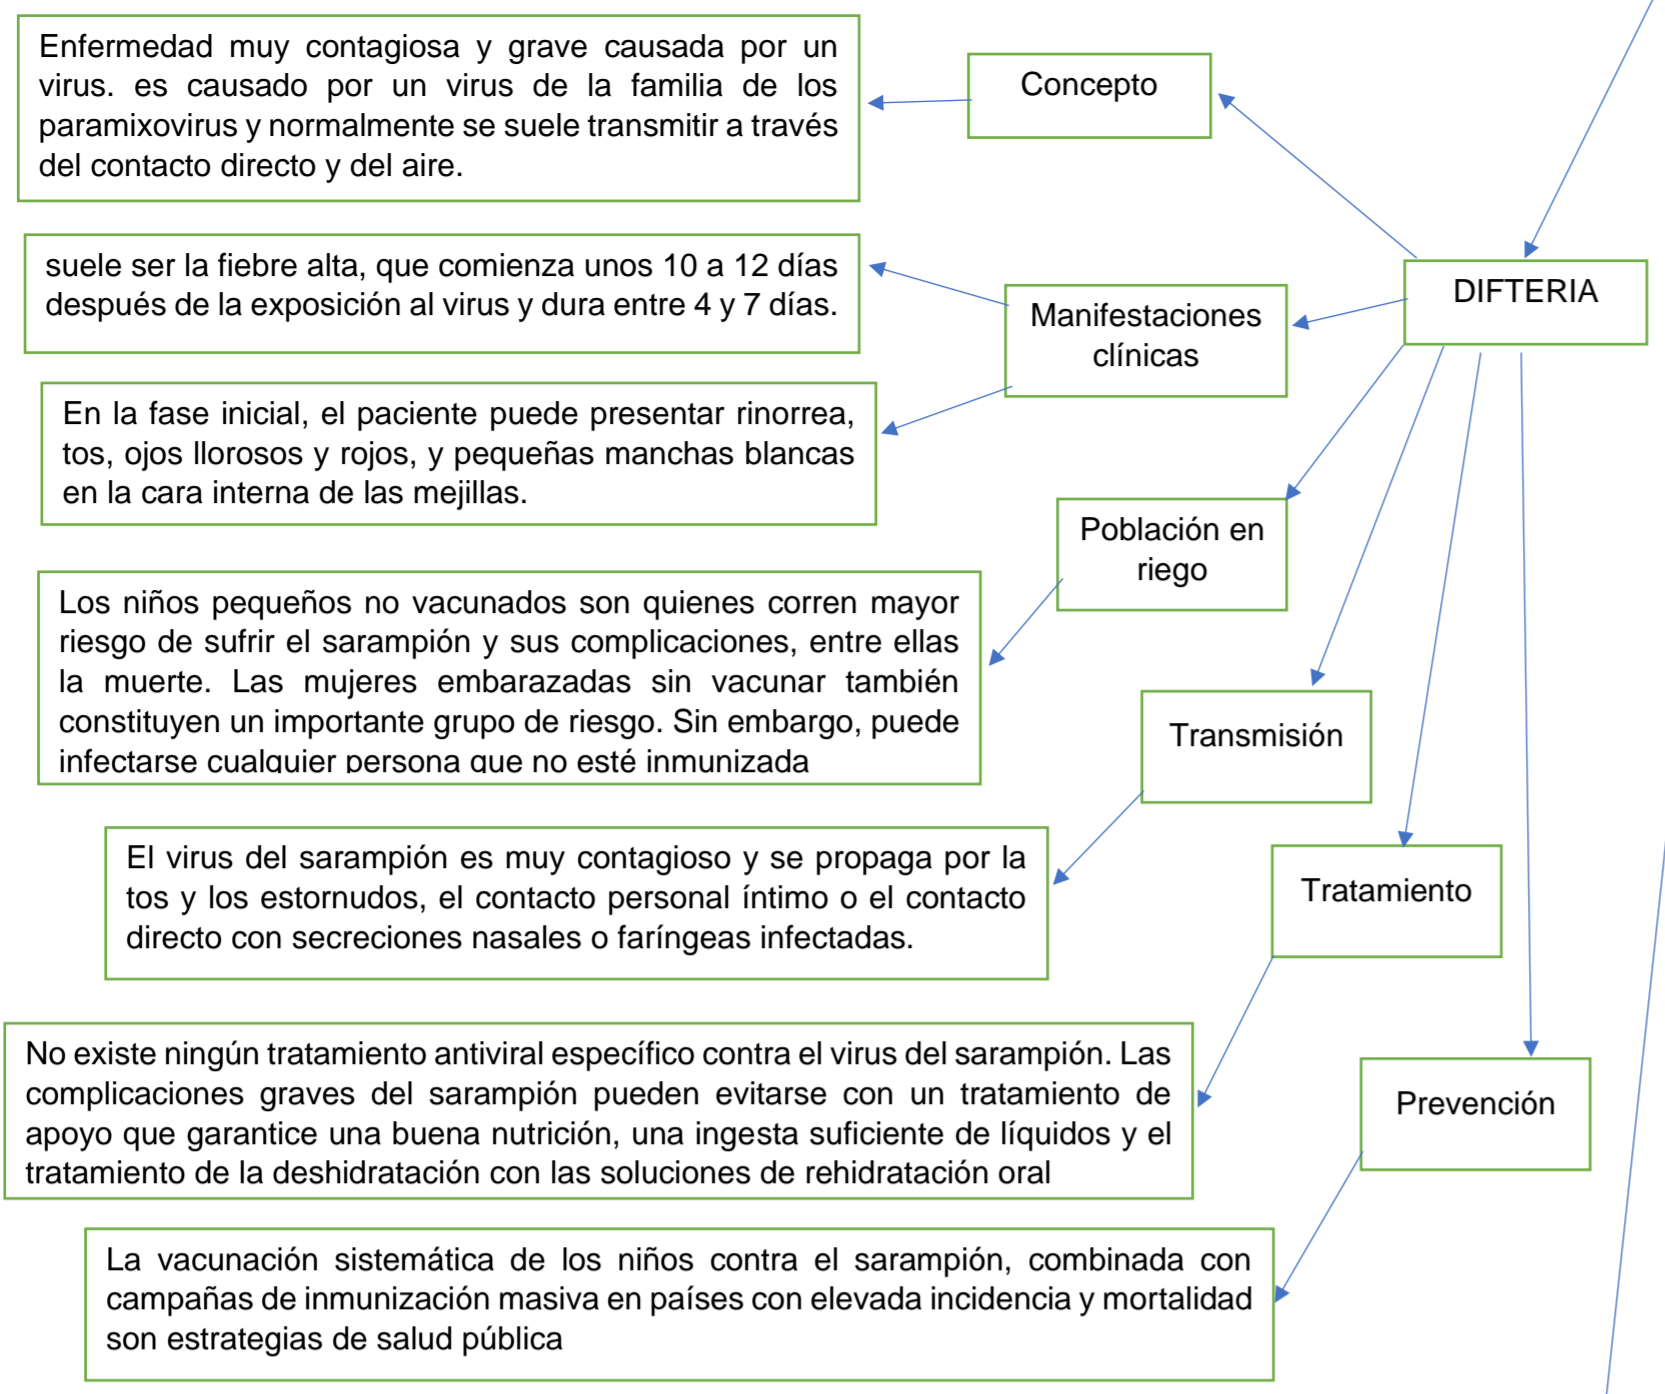 Enfermedad muy contagiosa y grave causada por un
virus. es causado por un virus de la familia de los
paramixovirus y normalmente se suele transmitir a través
del contacto directo y del aire.
Concepto
suele ser la fiebre alta, que comienza unos 10 a 12 días
después de la exposición al virus y dura entre 4 y 7 días.
DIFTERIA
Manifestaciones
clínicas
En la fase inicial, el paciente puede presentar rinorrea,
tos, ojos llorosos y rojos, y pequeñas manchas blancas
en la cara interna de las mejillas.
Población en
riego
Los niños pequeños no vacunados son quienes corren mayor
riesgo de sufrir el sarampión y sus complicaciones, entre ellas
la muerte. Las mujeres embarazadas sin vacunar también
constituyen un importante grupo de riesgo. Sin embargo, puede
infectarse cualquier persona que no esté inmunizada
Transmisión
El virus del sarampión es muy contagioso y se propaga por la
tos y los estornudos, el contacto personal íntimo o el contacto
directo con secreciones nasales o faríngeas infectadas.
Tratamiento
No existe ningún tratamiento antiviral específico contra el virus del sarampión. Las
complicaciones graves del sarampión pueden evitarse con un tratamiento de
apoyo que garantice una buena nutrición, una ingesta suficiente de líquidos y el
tratamiento de la deshidratación con las soluciones de rehidratación oral
Prevención
La vacunación sistemática de los niños contra el sarampión, combinada con
campañas de inmunización masiva en países con elevada incidencia y mortalidad
son estrategias de salud pública